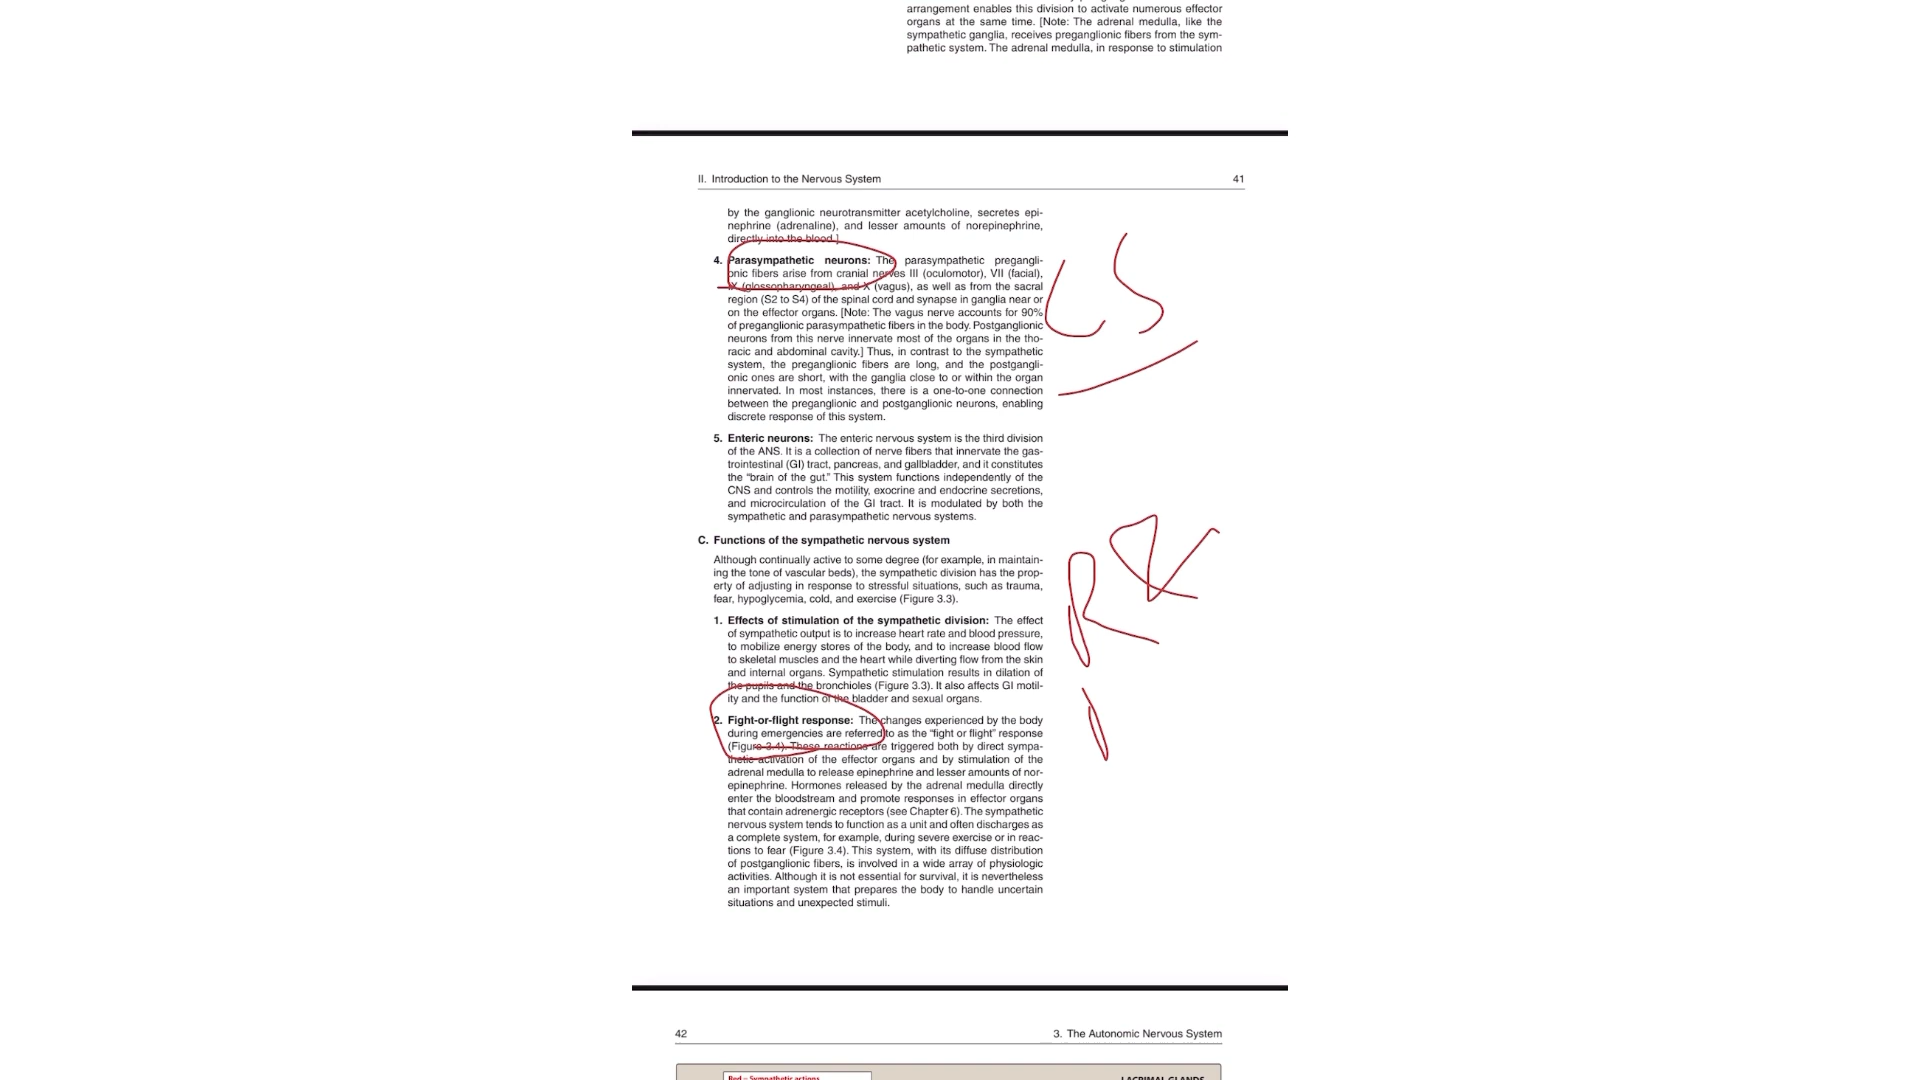 arrangement enables this division to activate numerous effector
organs at the same time. [Note: The adrenal medulla, like the
sympathetic ganglia, receives preganglionic fibers from the sym-
pathetic system. The adrenal medulla, in response to stimulation
II. Introduction to the Nervous System 41
by the ganglionic neurotransmitter acetylcholine, secretes epi-
nephrine (adrenaline), and lesser amounts of norepinephrine,
directly into the blood.]
4. Parasympathetic neurons: The parasympathetic pregangli-
onic fibers arise from cranial nerves III (oculomotor), VII (facial),
IX (glossopharyngeal), and X (vagus), as well as from the sacral
region (S2 to S4) of the spinal cord and synapse in ganglia near or
on the effector organs. [Note: The vagus nerve accounts for 90%
of preganglionic parasympathetic fibers in the body. Postganglionic
neurons from this nerve innervate most of the organs in the tho-
racic and abdominal cavity.] Thus, in contrast to the sympathetic
system, the preganglionic fibers are long, and the postgangli-
onic ones are short, with the ganglia close to or within the organ
innervated. In most instances, there is a one-to-one connection
between the preganglionic and postganglionic neurons, enabling
discrete response of this system.
CS
5. Enteric neurons: The enteric nervous system is the third division
of the ANS. It is a collection of nerve fibers that innervate the gas-
trointestinal (GI) tract, pancreas, and gallbladder, and it constitutes
the “brain of the gut.” This system functions independently of the
CNS and controls the motility, exocrine and endocrine secretions,
and microcirculation of the GI tract. It is modulated by both the
sympathetic and parasympathetic nervous systems.
C. Functions of the sympathetic nervous system
Although continually active to some degree (for example, in maintain-
ing the tone of vascular beds), the sympathetic division has the prop-
erty of adjusting in response to stressful situations, such as trauma,
fear, hypoglycemia, cold, and exercise (Figure 3.3).
1. Effects of stimulation of the sympathetic division: The effect
of sympathetic output is to increase heart rate and blood pressure,
to mobilize energy stores of the body, and to increase blood flow
to skeletal muscles and the heart while diverting flow from the skin
and internal organs. Sympathetic stimulation results in dilation of
the pupils and the bronchioles (Figure 3.3). It also affects GI motil-
ity and the function of the bladder and sexual organs.
2. Fight-or-flight response: The changes experienced by the body
during emergencies are referred to as the “fight or flight” response
(Figure 3.4). These reactions are triggered both by direct sympa-
thetic activation of the effector organs and by stimulation of the
adrenal medulla to release epinephrine and lesser amounts of nor-
epinephrine. Hormones released by the adrenal medulla directly
enter the bloodstream and promote responses in effector organs
that contain adrenergic receptors (see Chapter 6). The sympathetic
nervous system tends to function as a unit and often discharges as
a complete system, for example, during severe exercise or in reac-
tions to fear (Figure 3.4). This system, with its diffuse distribution
of postganglionic fibers, is involved in a wide array of physiologic
activities. Although it is not essential for survival, it is nevertheless
an important system that prepares the body to handle uncertain
situations and unexpected stimuli.
42 3. The Autonomic Nervous System
Red = Sympathetic actions
LACRIMAL GLANDS